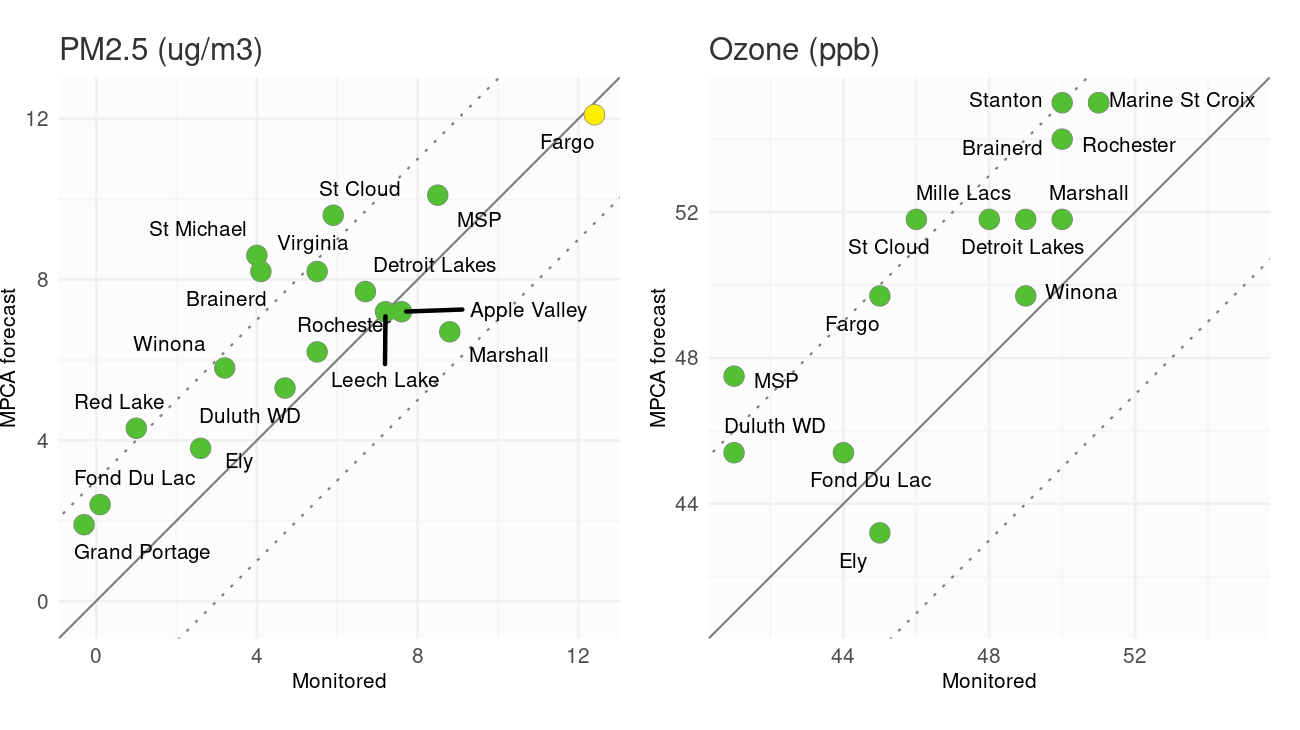 PM2.5 (ug/m3)
MPCA forecast
12
8
4
0
Fargo
St Cloud
MSP
St Michael
Virginia
Detroit Lakes
Brainerd
Apple Valley
Rochester
Winona
Marshall
Leech Lake
Red Lake
Duluth WD
Ely
Fond Du Lac
Grand Portage
0 4 8 12
Monitored
Ozone (ppb)
MPCA forecast
52
48
44
Stanton
Marine St Croix
Brainerd
Rochester
Mille Lacs
Marshall
St Cloud
Detroit Lakes
Winona
Fargo
MSP
Duluth WD
Fond Du Lac
Ely
44 48 52
Monitored